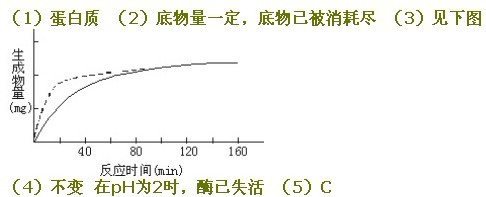 (1) 蛋白质 (2) 底物量一定，底物已被消耗尽 (3) 见下图
生成物量
(mg)
40 80 120 160
反应时间(min)
(4) 不变 在pH为2时，酶已失活 (5) C